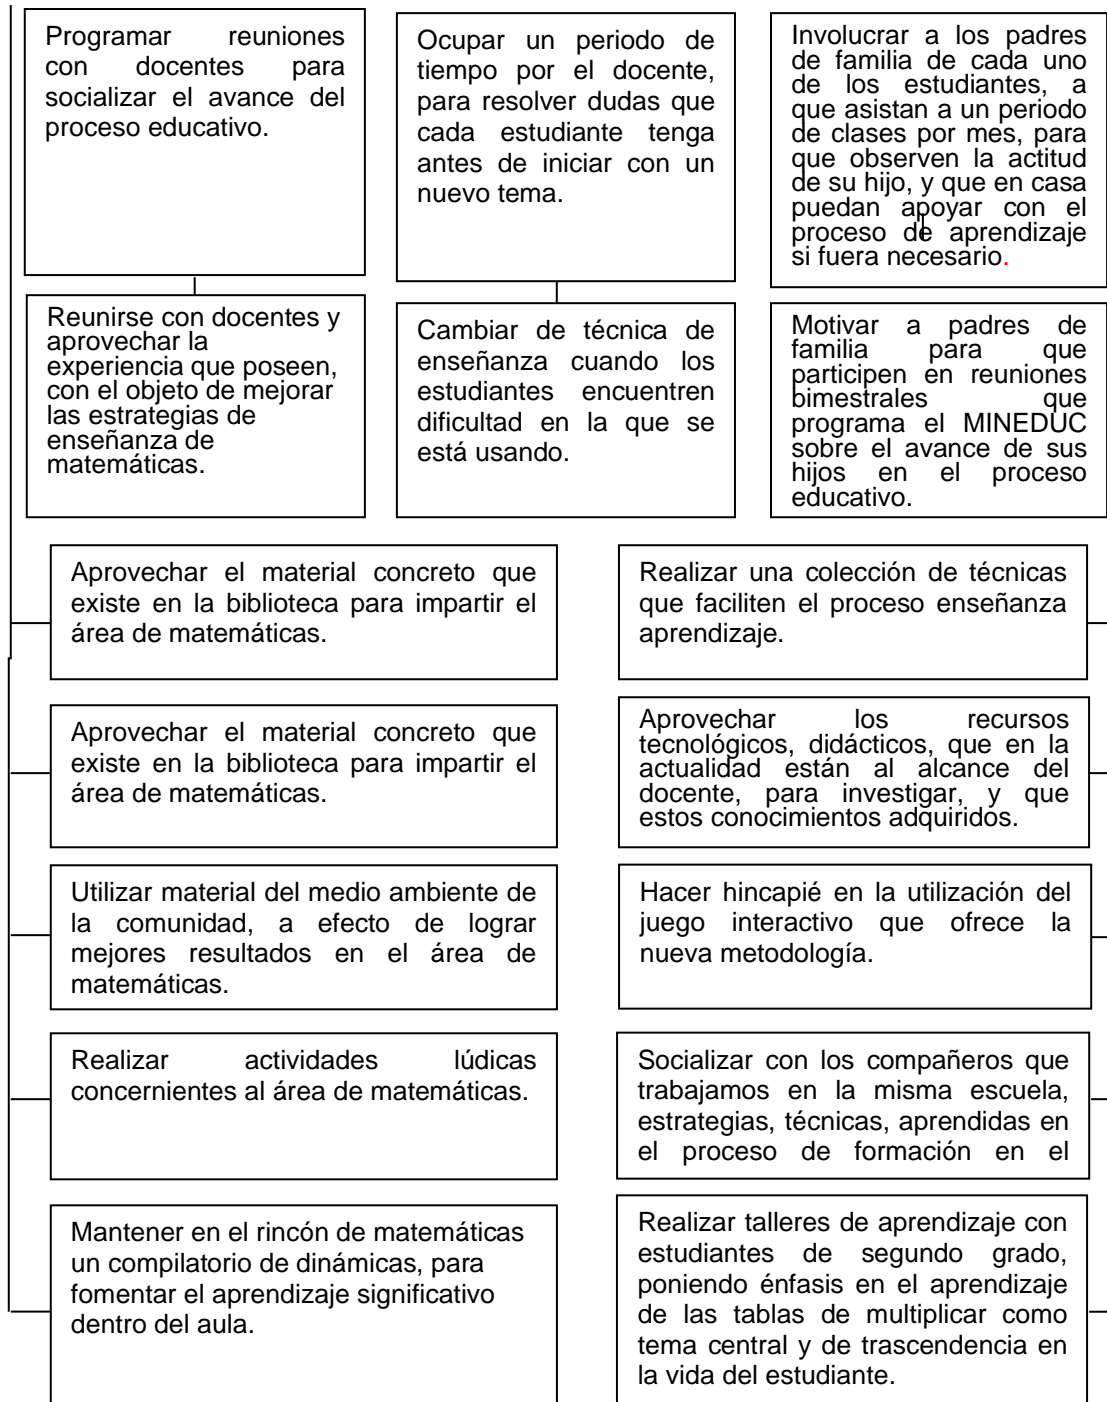 Programar reuniones
con docentes para
socializar el avance del
proceso educativo.
Ocupar un periodo de
tiempo por el docente,
para resolver dudas que
cada estudiante tenga
antes de iniciar con un
nuevo tema.
Involucrar a los padres
de familia de cada uno
de los estudiantes, a
que asistan a un periodo
de clases por mes, para
que observen la actitud
de su hijo, y que en casa
puedan apoyar con el
proceso de aprendizaje
si fuera necesario.
Reunirse con docentes y
aprovechar la
experiencia que poseen,
con el objeto de mejorar
las estrategias de
enseñanza de
matemáticas.
Cambiar de técnica de
enseñanza cuando los
estudiantes encuentren
dificultad en la que se
está usando.
Motivar a padres de
familia para que
participen en reuniones
bimestrales que
programa el MINEDUC
sobre el avance de sus
hijos en el proceso
educativo.
Aprovechar el material concreto que
existe en la biblioteca para impartir el
área de matemáticas.
Realizar una colección de técnicas
que faciliten el proceso enseñanza
aprendizaje.
Aprovechar el material concreto que
existe en la biblioteca para impartir el
área de matemáticas.
Aprovechar los recursos
tecnológicos, didácticos, que en la
actualidad están al alcance del
docente, para investigar, y que
estos conocimientos adquiridos.
Utilizar material del medio ambiente de
la comunidad, a efecto de lograr
mejores resultados en el área de
matemáticas.
Hacer hincapié en la utilización del
juego interactivo que ofrece la
nueva metodología.
Realizar actividades lúdicas
concernientes al área de matemáticas.
Socializar con los compañeros que
trabajamos en la misma escuela,
estrategias, técnicas, aprendidas en
el proceso de formación en el
Mantener en el rincón de matemáticas
un compilatorio de dinámicas, para
fomentar el aprendizaje significativo
dentro del aula.
Realizar talleres de aprendizaje con
estudiantes de segundo grado,
poniendo énfasis en el aprendizaje
de las tablas de multiplicar como
tema central y de trascendencia en
la vida del estudiante.